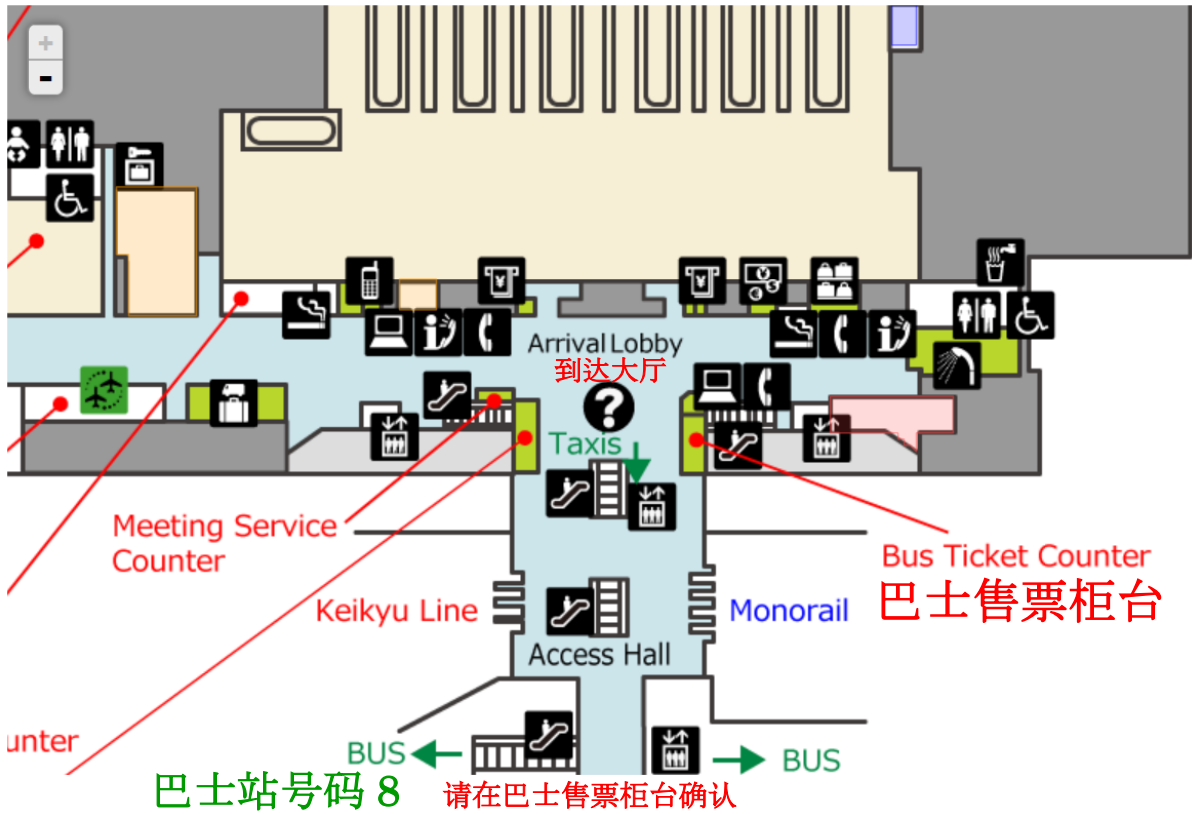 +
-
¥
¥
¥
Arrival Lobby
到达大厅
?
Taxis
Meeting Service
Counter
Bus Ticket Counter
巴士售票柜台
Keikyu Line
Monorail
Access Hall
unter
BUS
BUS
巴士站号码 8
请在巴士售票柜台确认